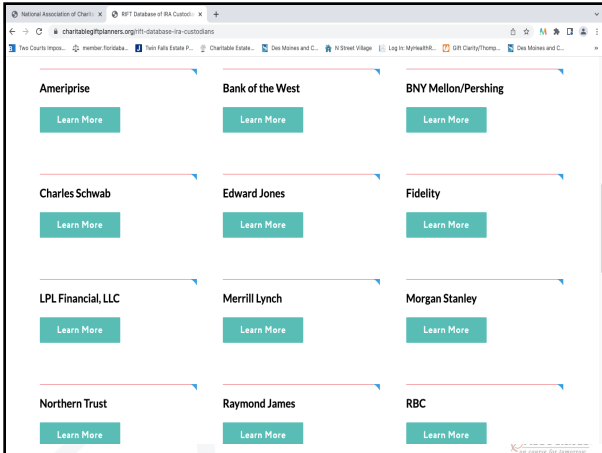 National Association of Charita × RIFT Database of IRA Custodia × +
charitablegiftplanners.org/rift-database-ira-custodians
Two Courts Impos... member.floridaba... Twin Falls Estate P... Charitable Estate... Des Moines and C... N Street Village Log In: MyHealthR... Gift Clarity/Thomp... Des Moines and C... »
Ameriprise Bank of the West BNY Mellon/Pershing
Learn More Learn More Learn More
Charles Schwab Edward Jones Fidelity
Learn More Learn More Learn More
LPL Financial, LLC Merrill Lynch Morgan Stanley
Learn More Learn More Learn More
Northern Trust Raymond James RBC
Learn More Learn More Learn More